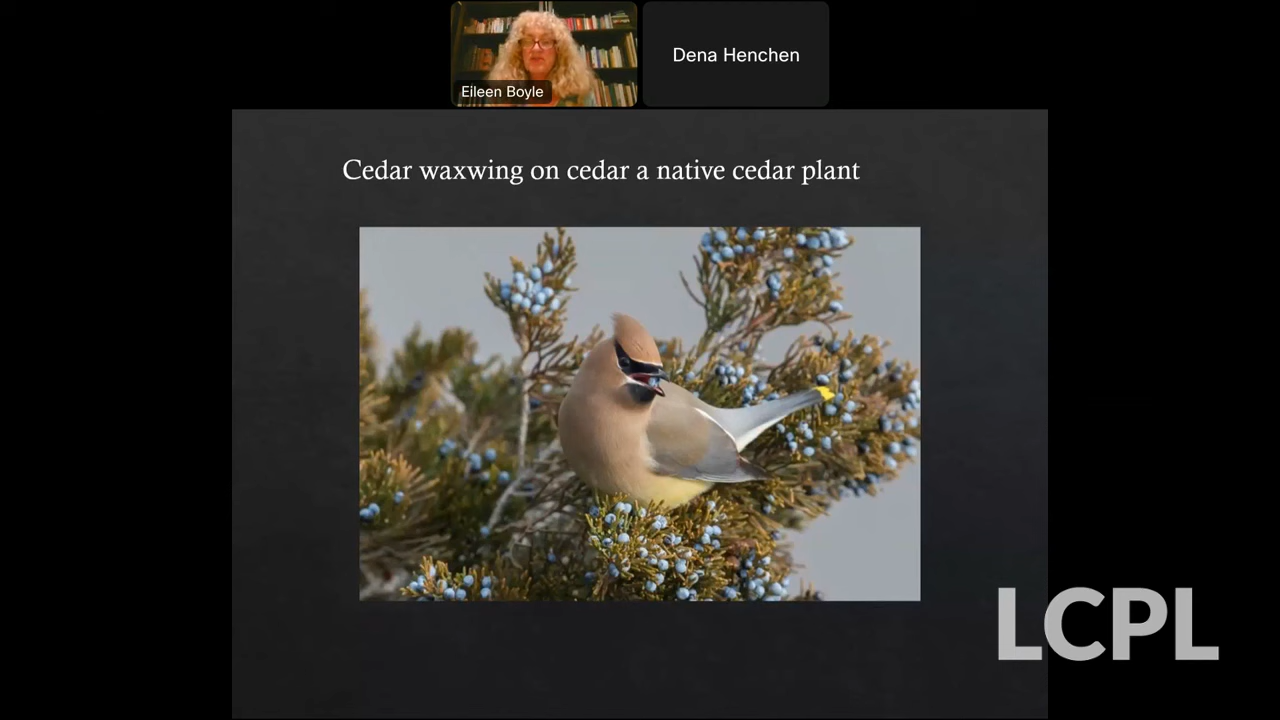 Eileen Boyle
Dena Henchen
Cedar waxwing on cedar a native cedar plant
LCPL